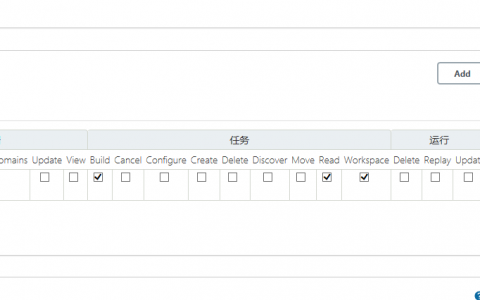 Add
任务 运行
omains Update View Build Cancel Configure Create Delete Discover Move Read Workspace Delete Replay Updat